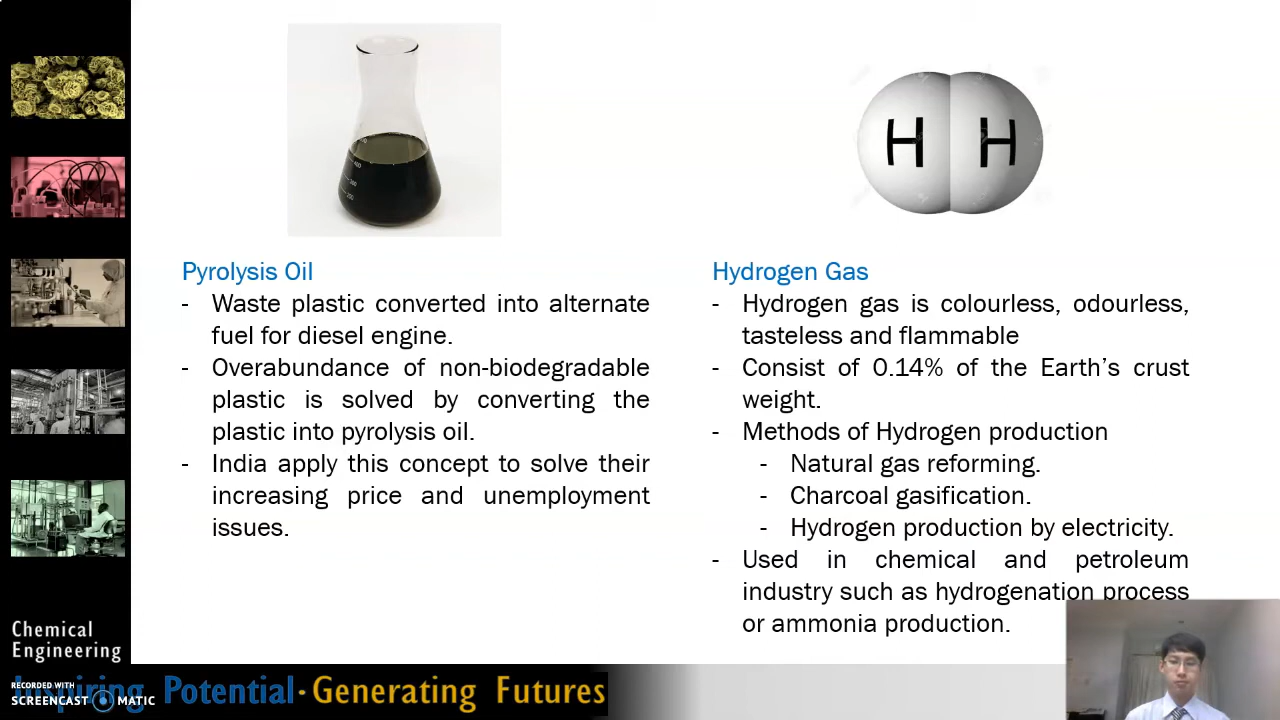 H H
Pyrolysis Oil
- Waste plastic converted into alternate
fuel for diesel engine.
- Overabundance of non-biodegradable
plastic is solved by converting the
plastic into pyrolysis oil.
- India apply this concept to solve their
increasing price and unemployment
issues.
Hydrogen Gas
- Hydrogen gas is colourless, odourless,
tasteless and flammable
- Consist of 0.14% of the Earth's crust
weight.
- Methods of Hydrogen production
- Natural gas reforming.
- Charcoal gasification.
- Hydrogen production by electricity.
- Used in chemical and petroleum
industry such as hydrogenation process
or ammonia production.
Chemical
Engineering
Inspiring Potential · Generating Futures
RECORDED WITH
SCREENCAST MATIC